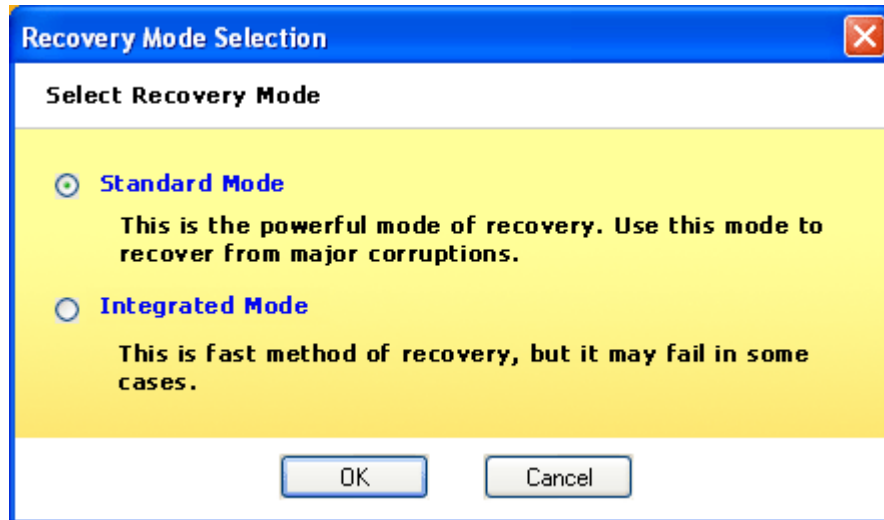 Recovery Mode Selection
Select Recovery Mode
Standard Mode
This is the powerful mode of recovery. Use this mode to
recover from major corruptions.
Integrated Mode
This is fast method of recovery, but it may fail in some
cases.
OK Cancel